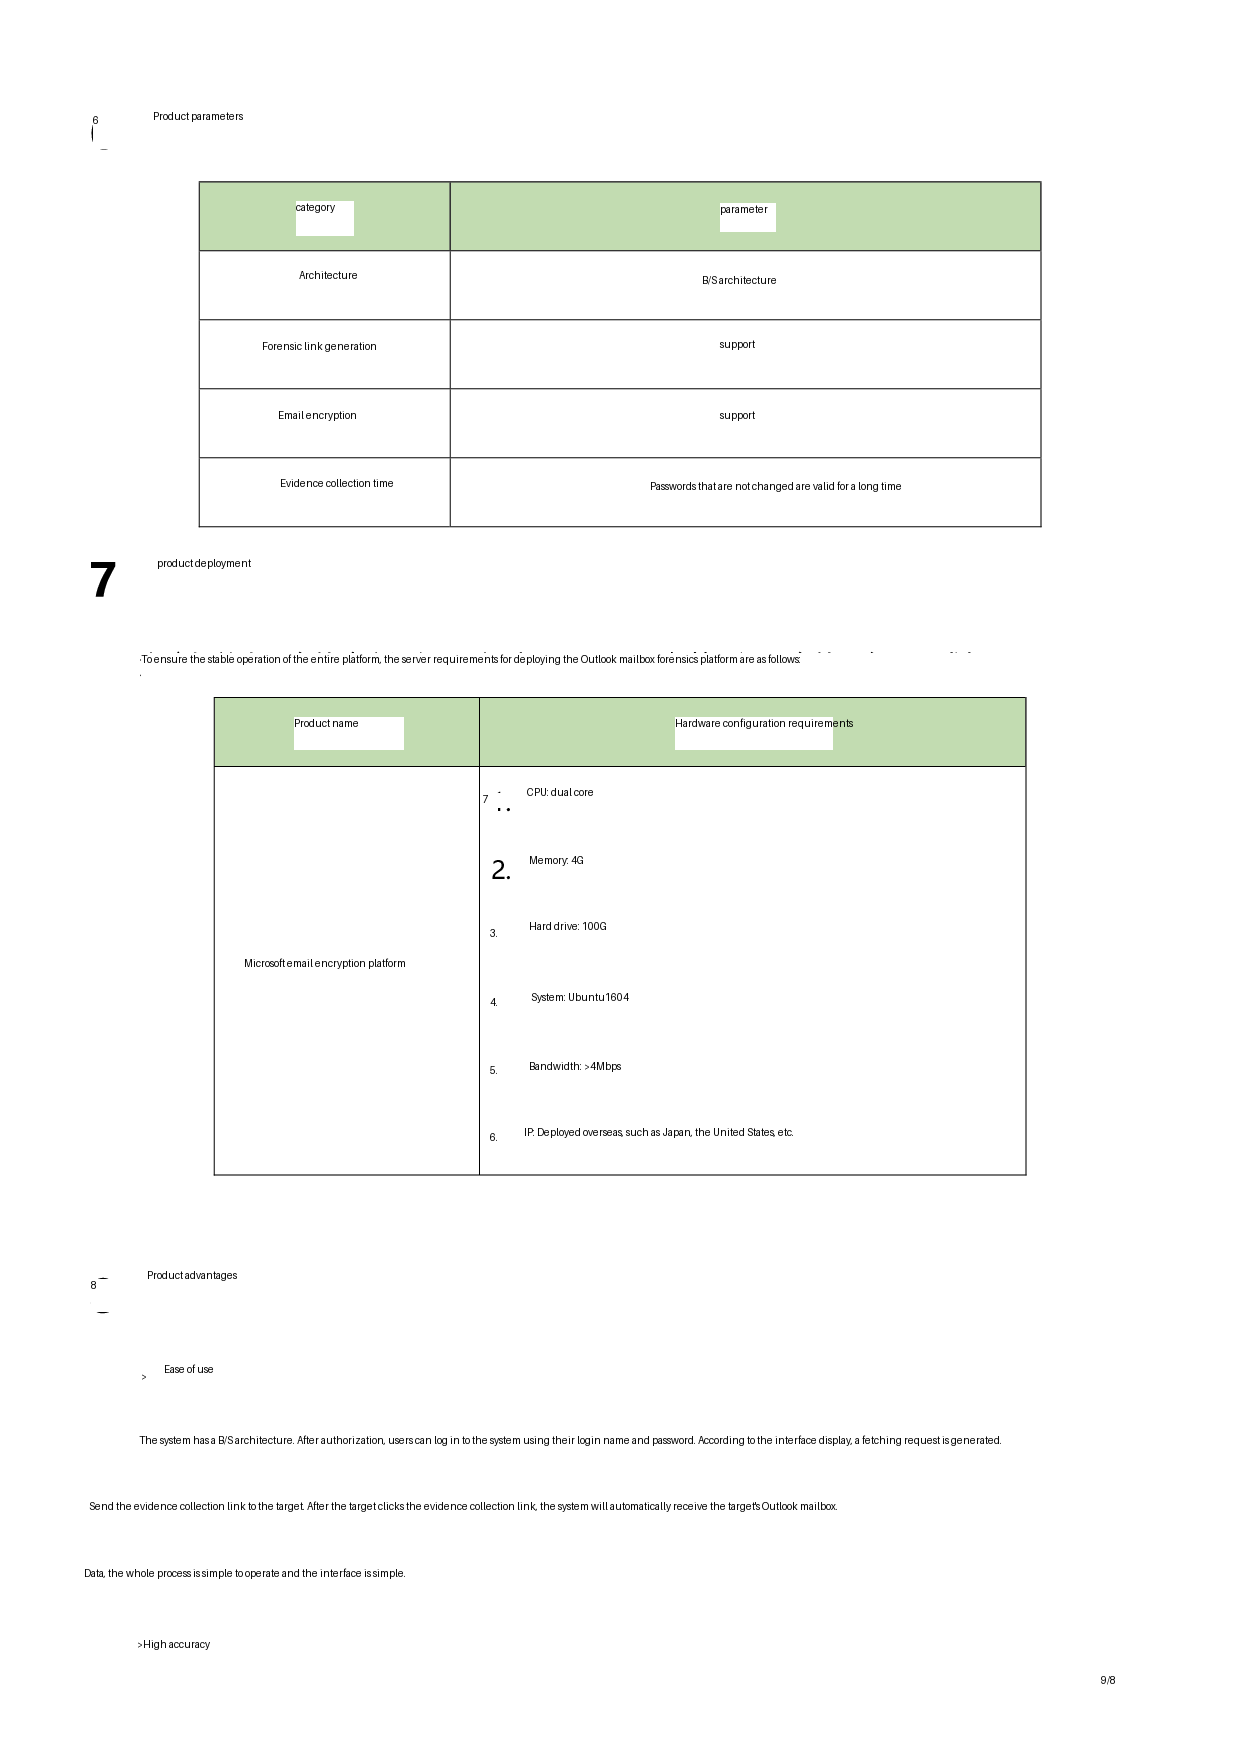 6 Product parameters
category parameter
Architecture B/S architecture
Forensic link generation support
Email encryption support
Evidence collection time Passwords that are not changed are valid for a long time
7 product deployment
To ensure the stable operation of the entire platform, the server requirements for deploying the Outlook mailbox forensics platform are as follows:
Product name Hardware configuration requirements
7 CPU: dual core
2. Memory: 4G
3. Hard drive: 100G
Microsoft email encryption platform
4. System: Ubuntu1604
5. Bandwidth: >4Mbps
6. IP: Deployed overseas, such as Japan, the United States, etc.
8 Product advantages
> Ease of use
The system has a B/S architecture. After authorization, users can log in to the system using their login name and password. According to the interface display, a fetching request is generated.
Send the evidence collection link to the target. After the target clicks the evidence collection link, the system will automatically receive the target's Outlook mailbox.
Data, the whole process is simple to operate and the interface is simple.
>High accuracy
9/8